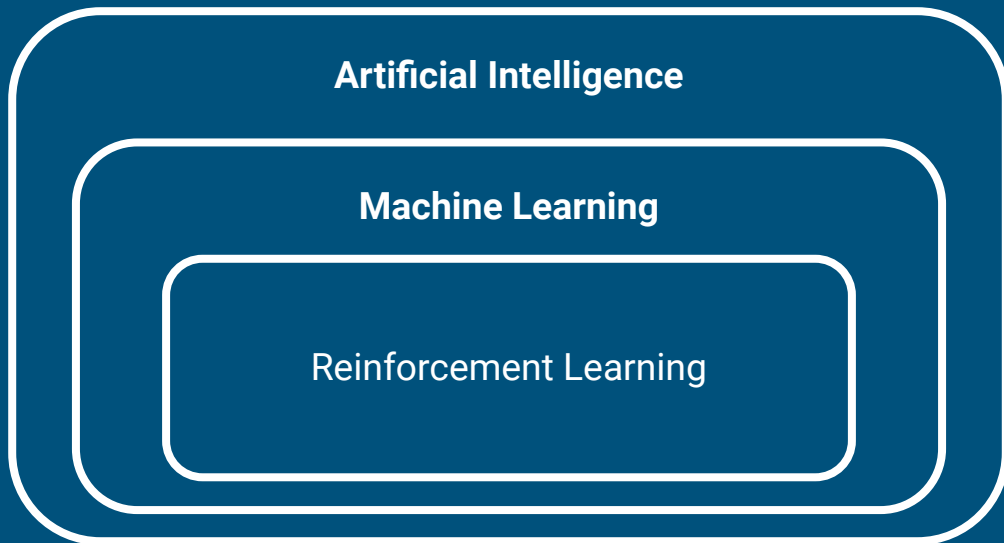 Artificial Intelligence
Machine Learning
Reinforcement Learning